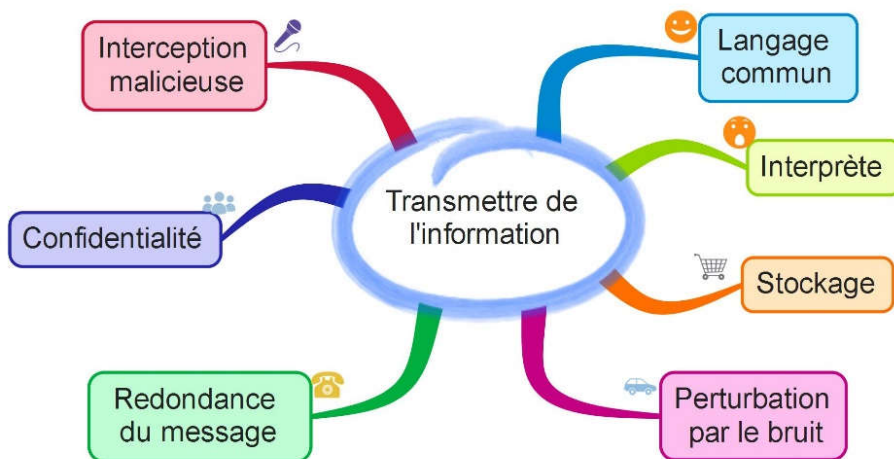 Interception
malicieuse
Langage
commun
Interprète
Transmettre de
l'information
Confidentialité
Stockage
Redondance
du message
Perturbation
par le bruit